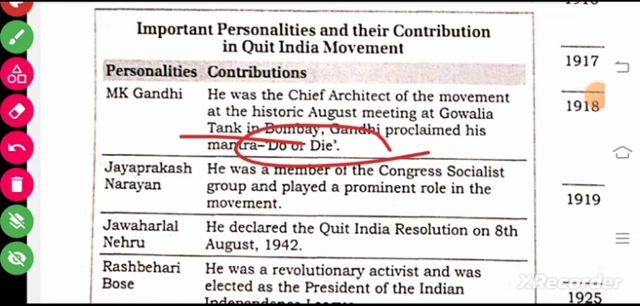 Important Personalities and their Contribution
in Quit India Movement
Personalities Contributions
MK Gandhi He was the Chief Architect of the movement
at the historic August meeting at Gowalia
Tank in Bombay, Gandhi proclaimed his
mantra–'Do or Die'.
Jayaprakash He was a member of the Congress Socialist
Narayan group and played a prominent role in the
movement.
Jawaharlal He declared the Quit India Resolution on 8th
Nehru August, 1942.
Rashbehari He was a revolutionary activist and was
Bose elected as the President of the Indian
1917
1918
1919
1925
XRecorder